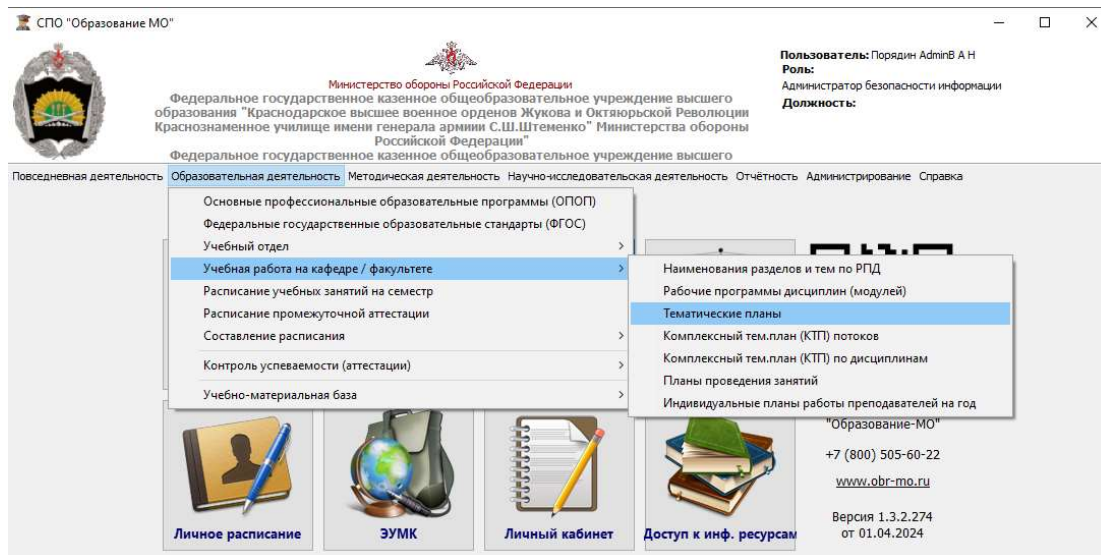 СПО "Образование МО"
Министерство обороны Российской Федерации
Федеральное государственное казенное общеобразовательное учреждение высшего
образования "Краснодарское высшее военное орденов Жукова и Октяюрьской Революции
Краснознаменное училище имени генерала армиии С.Ш.Штеменко" Министерства обороны
Российской Федерации"
Федеральное государственное казенное общеобразовательное учреждение высшего
Пользователь: Порядин AdminB А Н
Роль:
Администратор безопасности информации
Должность:
Повседневная деятельность Образовательная деятельность Методическая деятельность Научно-исследовательская деятельность Отчётность Администрирование Справка
Основные профессиональные образовательные программы (ОПОП)
Федеральные государственные образовательные стандарты (ФГОС)
Учебный отдел
Учебная работа на кафедре / факультете
Расписание учебных занятий на семестр
Расписание промежуточной аттестации
Составление расписания
Контроль успеваемости (аттестации)
Учебно-материальная база
Наименования разделов и тем по РПД
Рабочие программы дисциплин (модулей)
Тематические планы
Комплексный тем.план (КТП) потоков
Комплексный тем.план (КТП) по дисциплинам
Планы проведения занятий
Индивидуальные планы работы преподавателей на год
Личное расписание
ЭУМК
Личный кабинет
Доступ к инф. ресурсам
"Образование-МО"
+7 (800) 505-60-22
www.obr-mo.ru
Версия 1.3.2.274
от 01.04.2024